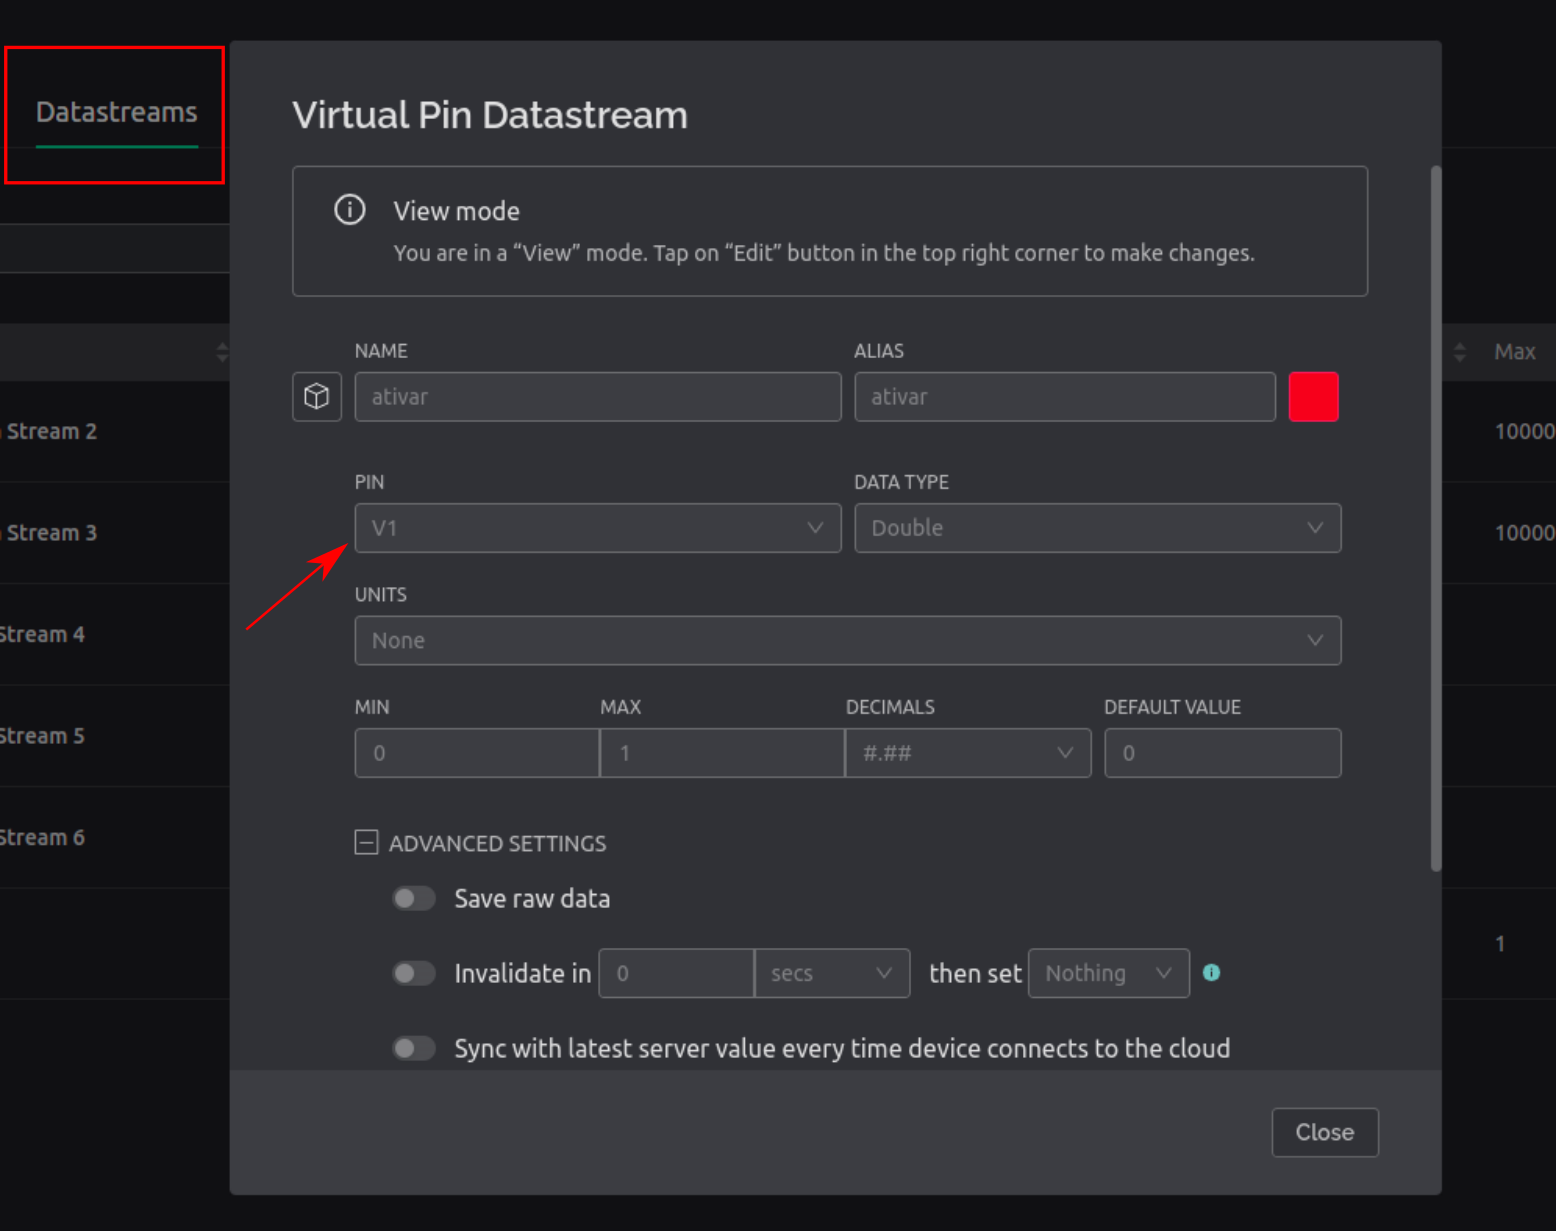 Datastreams
Virtual Pin Datastream
View mode
You are in a “View” mode. Tap on “Edit” button in the top right corner to make changes.
NAME ALIAS
Max
ativar ativar
Stream 2 10000
PIN DATA TYPE
V1 Double
Stream 3 10000
UNITS
None
Stream 4
MIN MAX DECIMALS DEFAULT VALUE
Stream 5
0 1 #.## 0
Stream 6
ADVANCED SETTINGS
Save raw data
1
Invalidate in 0 secs then set Nothing
Sync with latest server value every time device connects to the cloud
Close